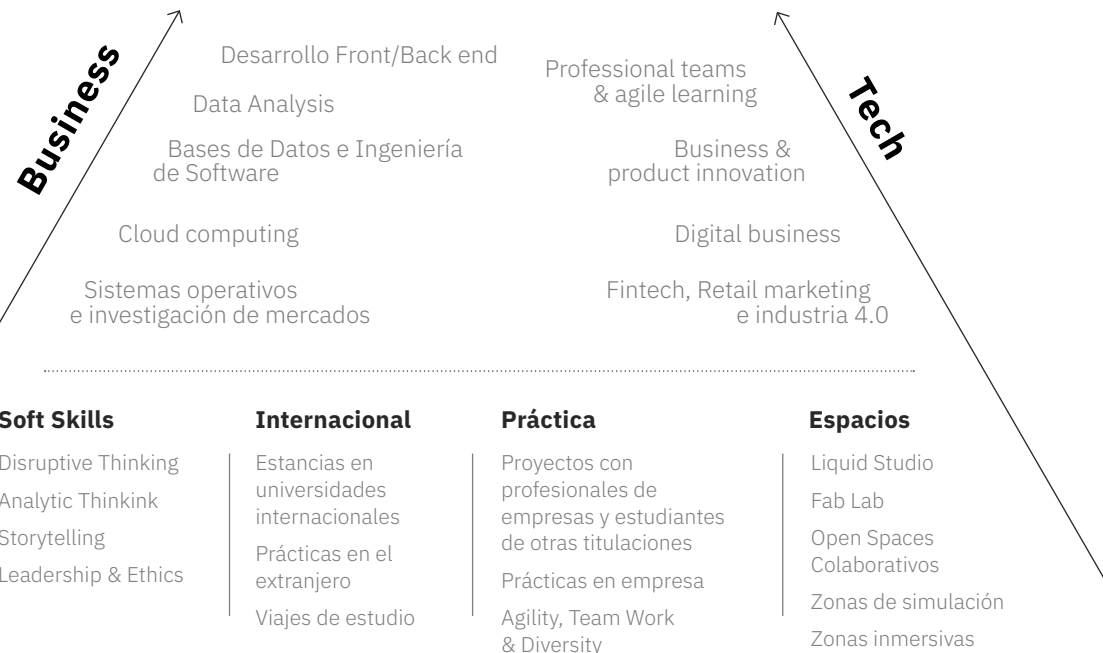 Business
Desarrollo Front/Back end
Data Analysis
Bases de Datos e Ingeniería
de Software
Cloud computing
Sistemas operativos
e investigación de mercados
Professional teams
& agile learning
Business &
product innovation
Digital business
Fintech, Retail marketing
e industria 4.0
Tech
Soft Skills
Disruptive Thinking
Analytic Thinkink
Storytelling
Leadership & Ethics
Internacional
Estancias en
universidades
internacionales
Prácticas en el
extranjero
Viajes de estudio
Práctica
Proyectos con
profesionales de
empresas y estudiantes
de otras titulaciones
Prácticas en empresa
Agility, Team Work
& Diversity
Espacios
Liquid Studio
Fab Lab
Open Spaces
Colaborativos
Zonas de simulación
Zonas inmersivas